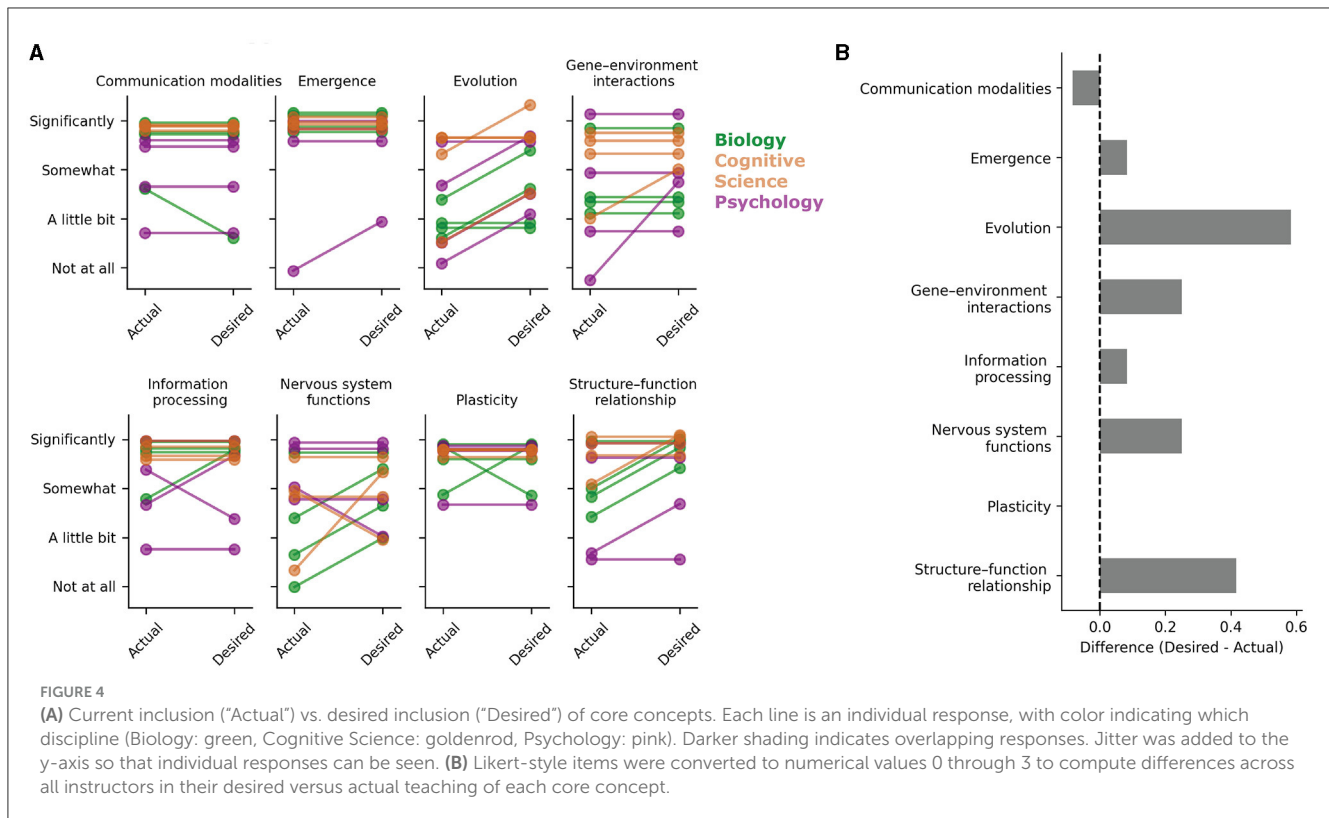 A
B
Communication modalities
Emergence
Evolution
Gene–environment
interactions
Significantly
Somewhat
A little bit
Not at all
Actual
Desired
Actual
Desired
Actual
Desired
Actual
Desired
Biology
Cognitive
Science
Psychology
Information
processing
Nervous system
functions
Plasticity
Structure–function
relationship
Significantly
Somewhat
A little bit
Not at all
Actual
Desired
Actual
Desired
Actual
Desired
Actual
Desired
Communication modalities
Emergence
Evolution
Gene–environment
interactions
Information
processing
Nervous system
functions
Plasticity
Structure–function
relationship
0.0 0.2 0.4 0.6
Difference (Desired - Actual)
FIGURE 4
(A) Current inclusion (“Actual”) vs. desired inclusion (“Desired”) of core concepts. Each line is an individual response, with color indicating which
discipline (Biology: green, Cognitive Science: goldenrod, Psychology: pink). Darker shading indicates overlapping responses. Jitter was added to the
y-axis so that individual responses can be seen. (B) Likert-style items were converted to numerical values 0 through 3 to compute differences across
all instructors in their desired versus actual teaching of each core concept.